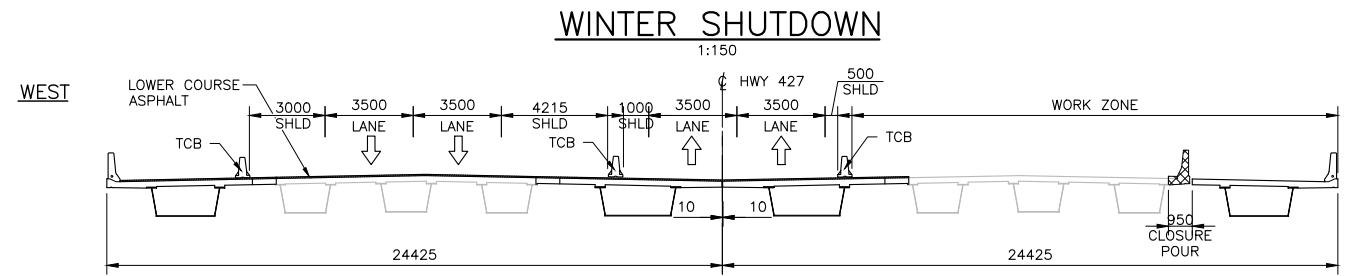 WINTER SHUTDOWN
1:150
WEST
LOWER COURSE
ASPHALT
℄ HWY 427
3000
SHLD
3500
LANE
3500
LANE
4215
SHLD
1000
SHLD
3500
LANE
3500
LANE
500
SHLD
WORK ZONE
TCB
TCB
TCB
10
10
950
CLOSURE
POUR
24425
24425